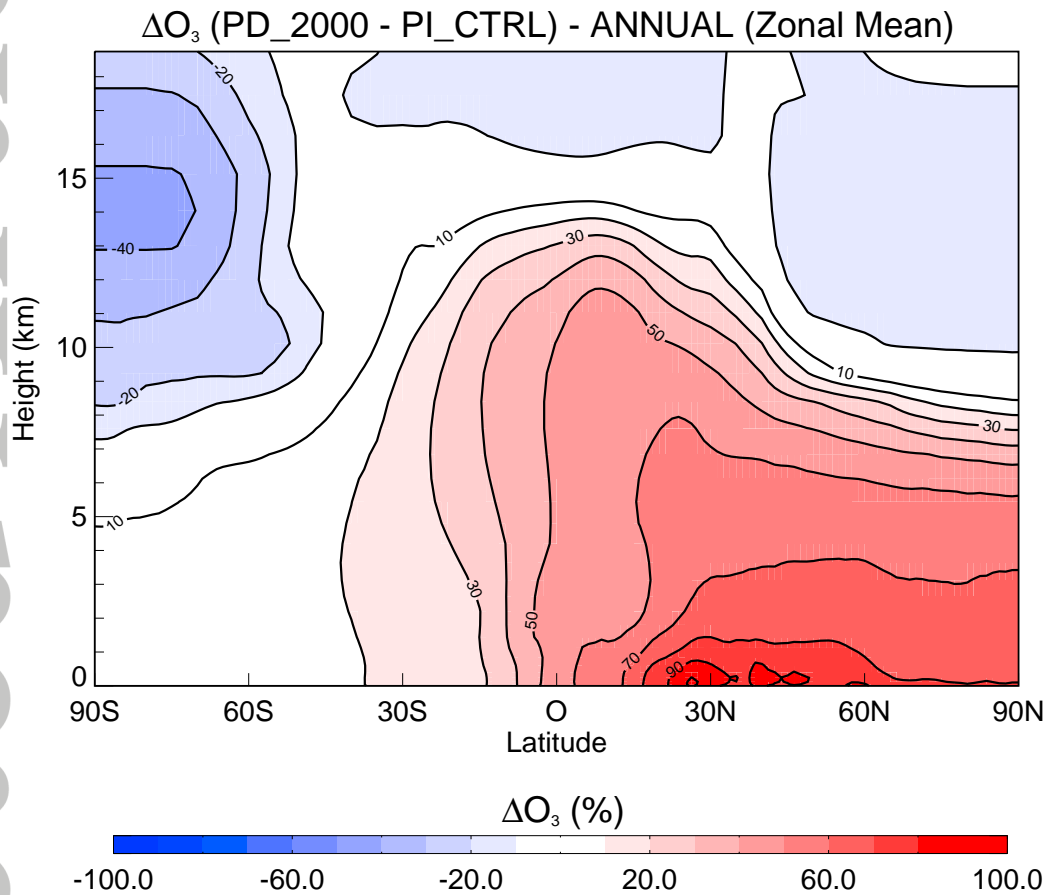 ΔO₃ (PD_2000 - PI_CTRL) - ANNUAL (Zonal Mean)
-20
15
10
30
-40
Height (km)
10
50
10
-20
30
5
10
30
50
70
90
0
90S 60S 30S O 30N 60N 90N
Latitude
ΔO₃ (%)
-100.0 -60.0 -20.0 20.0 60.0 100.0